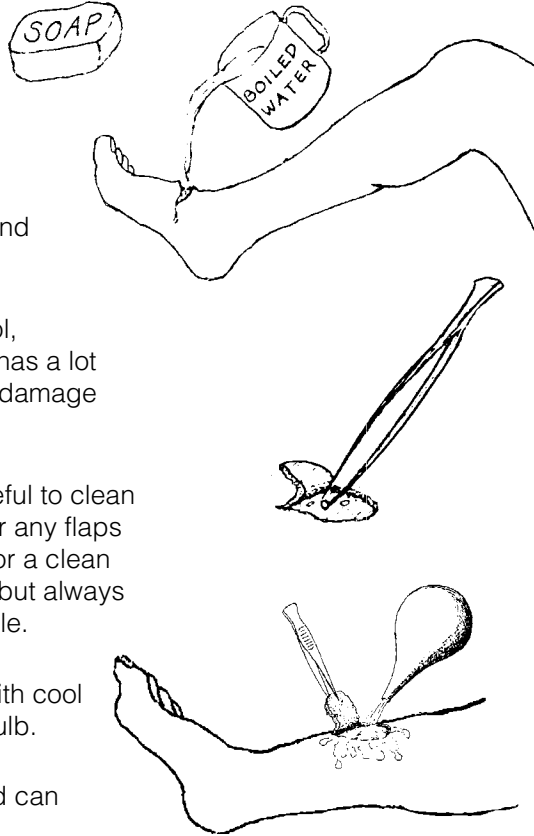 SOAP
BOILED
WATER
nd
ol,
has a lot
damage
eful to clean
r any flaps
or a clean
but always
le.
ith cool
ulb.
d can